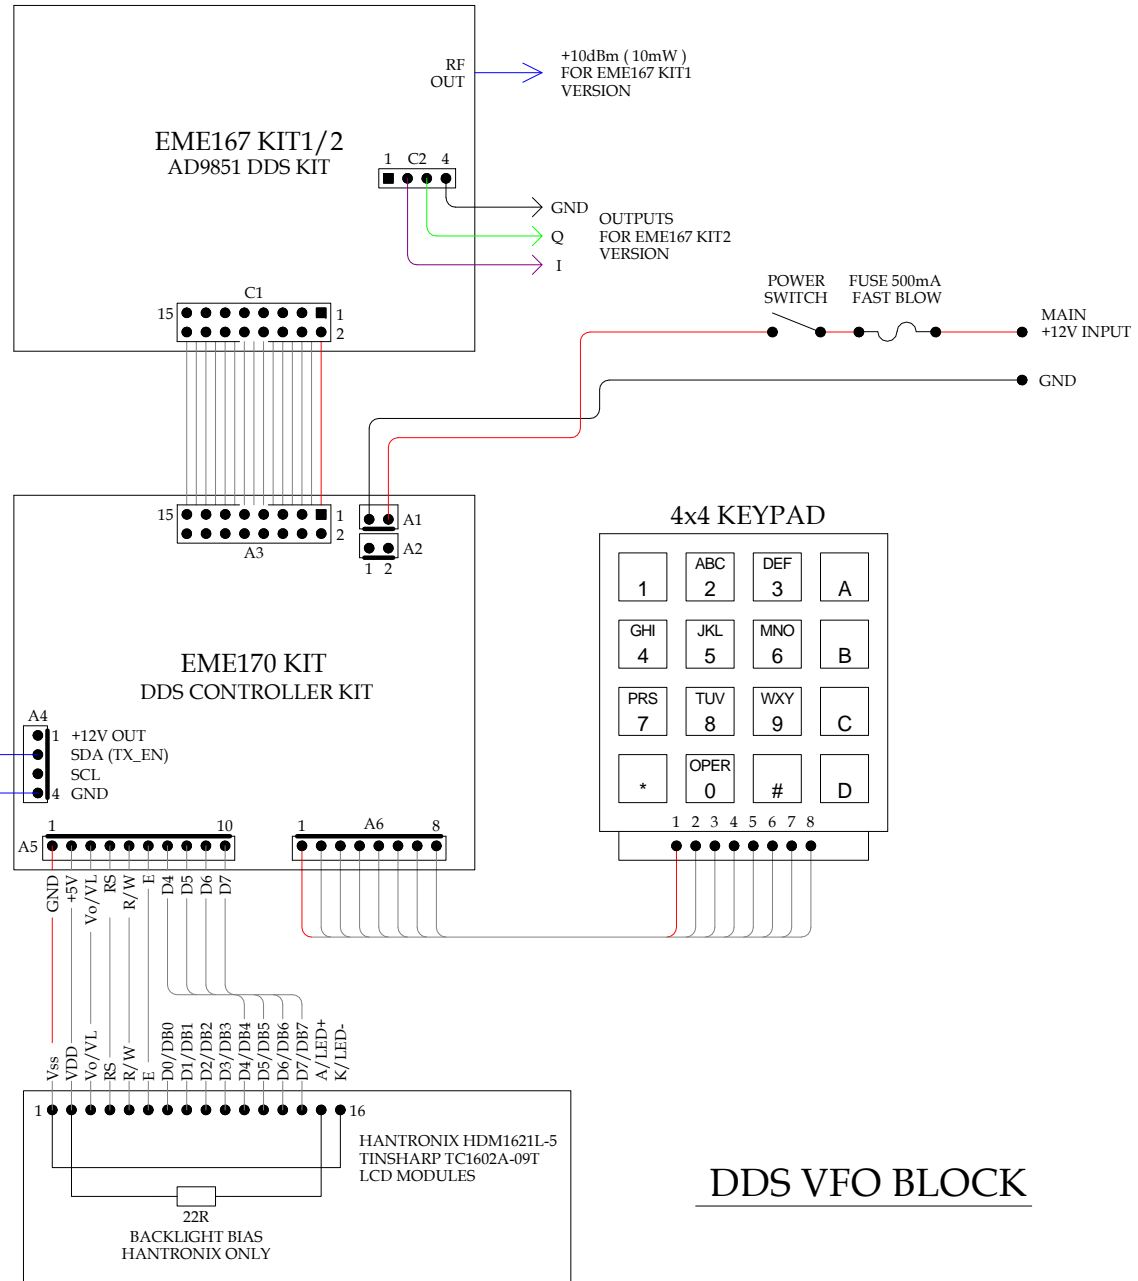 RF
OUT
+10dBm ( 10mW )
FOR EME167 KIT1
VERSION
EME167 KIT1/2
AD9851 DDS KIT
1 C2 4
GND
Q
I
OUTPUTS
FOR EME167 KIT2
VERSION
C1
15 1
2
POWER
SWITCH
FUSE 500mA
FAST BLOW
MAIN
+12V INPUT
GND
15 1
2
A3
A1
A2
1 2
EME170 KIT
DDS CONTROLLER KIT
A4
1 +12V OUT
SDA (TX_EN)
SCL
4 GND
1 10
A5
1 A6 8
GND
+5V
Vo/VL
RS
R/W
E
D4
D5
D6
D7
4x4 KEYPAD
1
ABC
2
DEF
3
A
GHI
4
JKL
5
MNO
6
B
PRS
7
TUV
8
WXY
9
C
*
OPER
0
#
D
1 2 3 4 5 6 7 8
Vss
VDD
Vo/VL
RS
R/W
E
D0/DB0
D1/DB1
D2/DB2
D3/DB3
D4/DB4
D5/DB5
D6/DB6
D7/DB7
A/LED+
K/LED-
1 16
HANTRONIX HDM1621L-5
TINSHARP TC1602A-09T
LCD MODULES
22R
BACKLIGHT BIAS
HANTRONIX ONLY
DDS VFO BLOCK